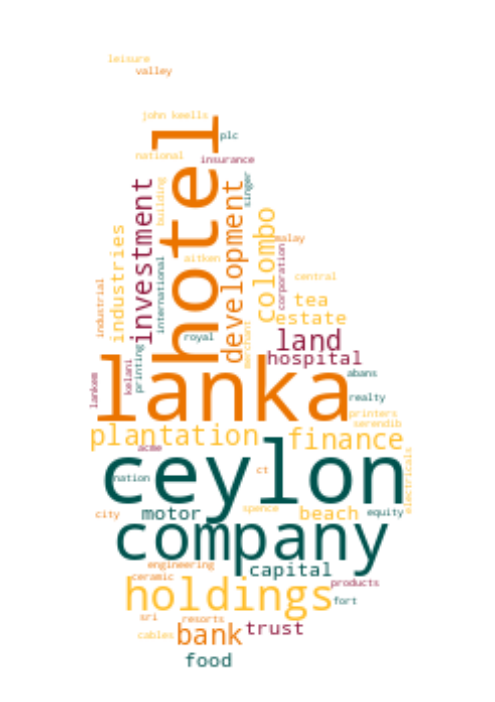 leisure
valley
john keells
hotel
plc
national
insurance
investment
building
development
singer
colombo
industries
malay
aitken
international
corporation
central
industrial
tea
estate
merchant
royal
land
hospital
printing
kelani
lankem
lanka
abans
realty
printers
serendib
plantation
finance
acme
electricals
ceylon
ct
nation
city
motor
spence
beach
equity
company
engineering
capital
ceramic
products
holdings
fort
sri
resorts
cables
bank
trust
food